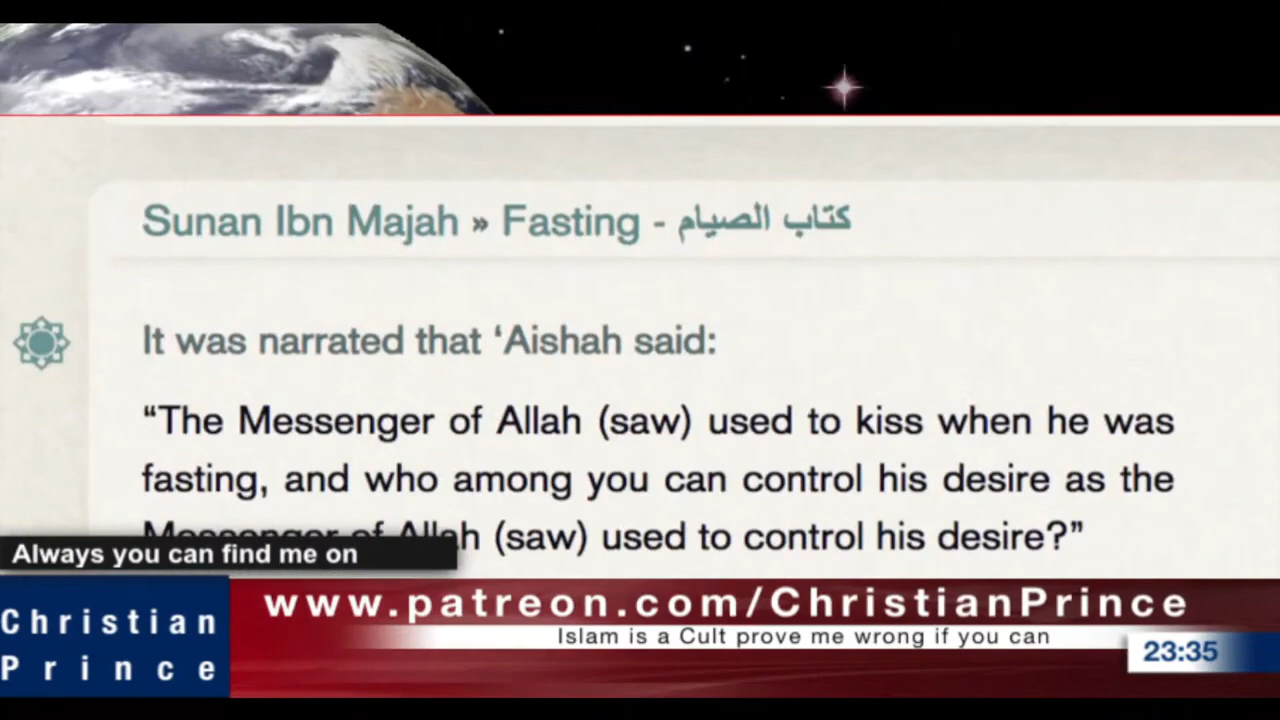 Sunan Ibn Majah » Fasting - كتاب الصيام
It was narrated that ‘Aishah said:
“The Messenger of Allah (saw) used to kiss when he was
fasting, and who among you can control his desire as the
Messenger of Allah (saw) used to control his desire?”
Always you can find me on
www.patreon.com/ChristianPrince
Islam is a Cult prove me wrong if you can
Christian
Prince
23:35